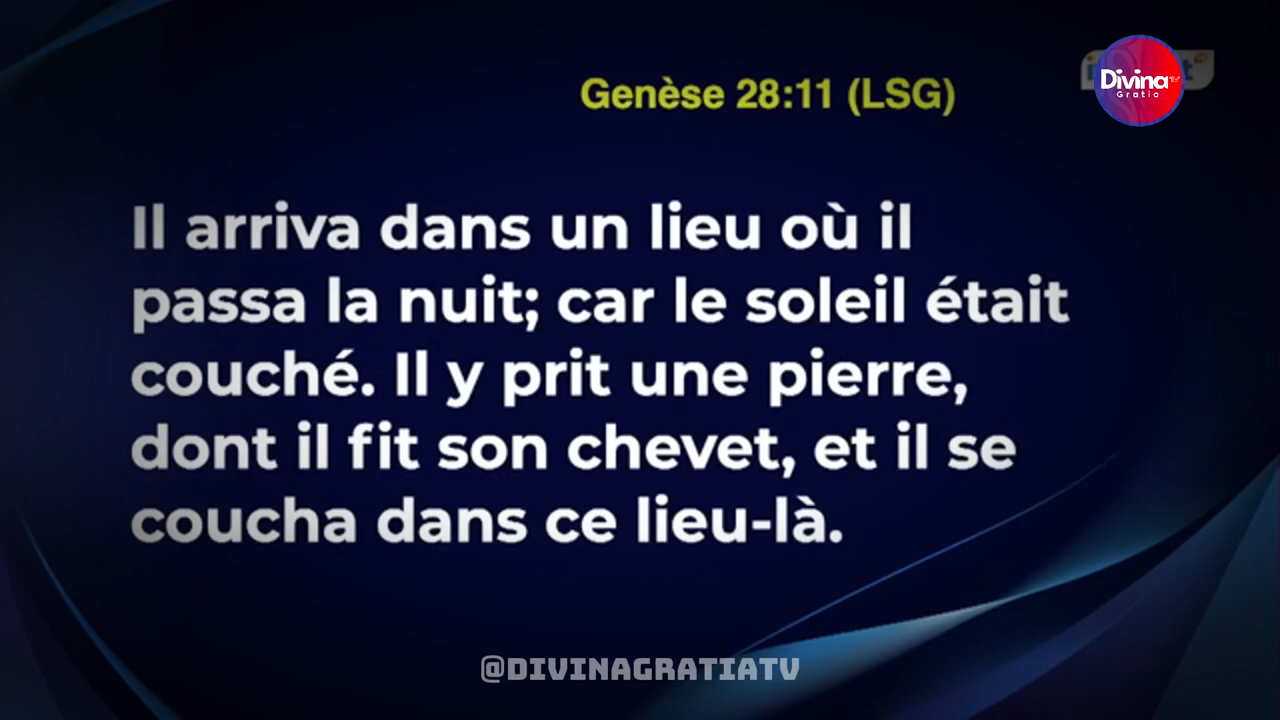 Genèse 28:11 (LSG)
Divina TV
Gratia
Il arriva dans un lieu où il
passa la nuit; car le soleil était
couché. Il y prit une pierre,
dont il fit son chevet, et il se
coucha dans ce lieu-là.
@DIVINAGRATIATV